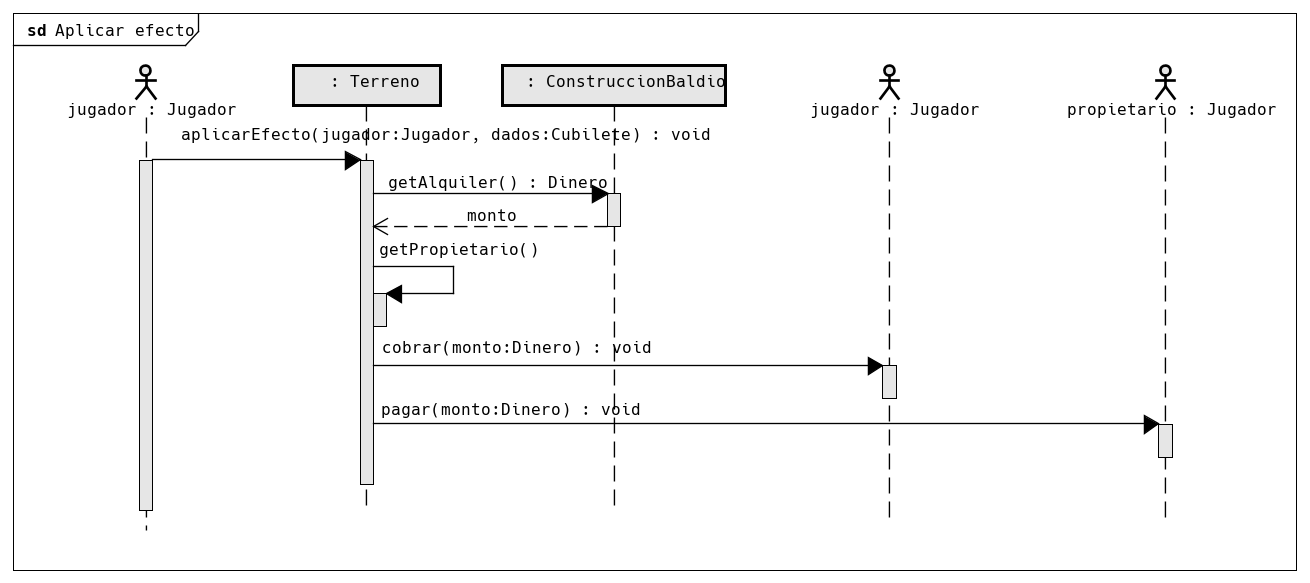 sd Aplicar efecto
jugador : Jugador
: Terreno
: ConstruccionBaldio
jugador : Jugador
propietario : Jugador
aplicarEfecto(jugador:Jugador, dados:Cubilete) : void
getAlquiler() : Dinero
monto
getPropietario()
cobrar(monto:Dinero) : void
pagar(monto:Dinero) : void